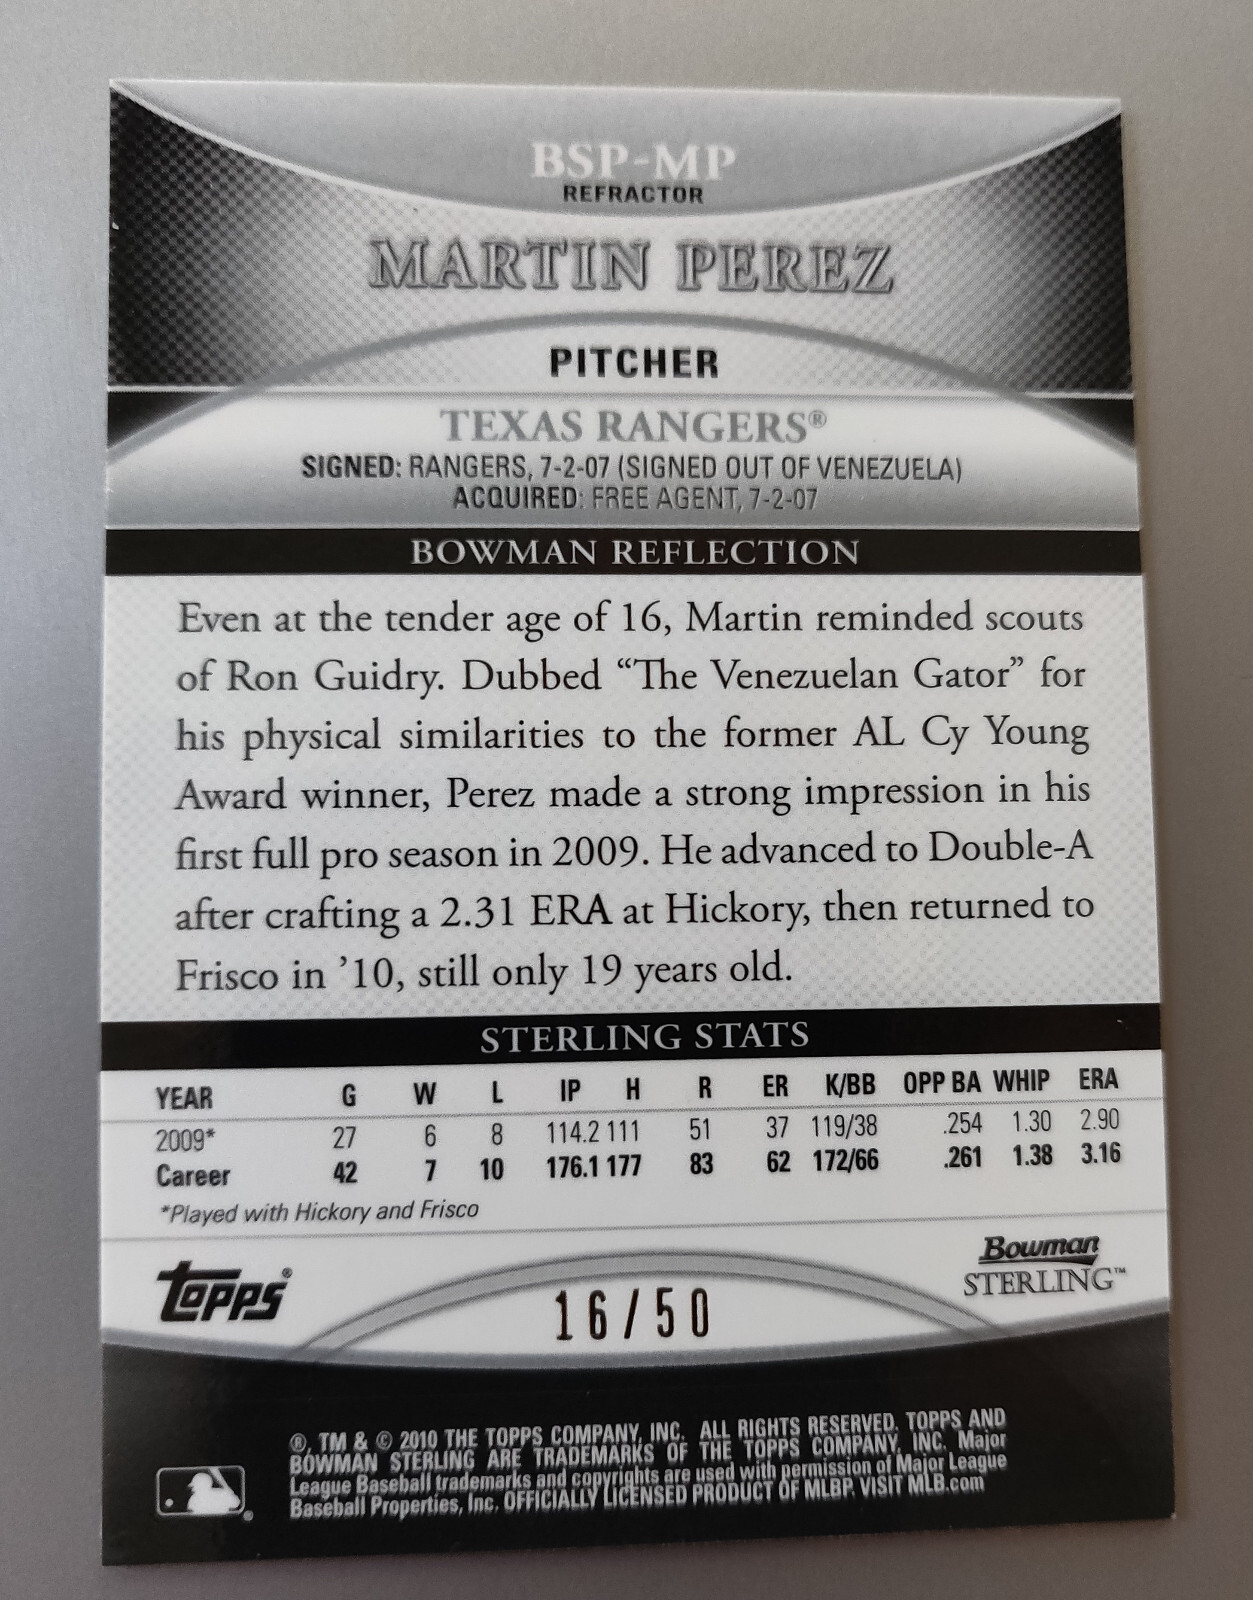 BSP-MP
REFRACTOR
MARTIN PEREZ
PITCHER
TEXAS RANGERS®
SIGNED: RANGERS, 7-2-07 (SIGNED OUT OF VENEZUELA)
ACQUIRED: FREE AGENT, 7-2-07
BOWMAN REFLECTION
Even at the tender age of 16, Martin reminded scouts
of Ron Guidry. Dubbed “The Venezuelan Gator” for
his physical similarities to the former AL Cy Young
Award winner, Perez made a strong impression in his
first full pro season in 2009. He advanced to Double-A
after crafting a 2.31 ERA at Hickory, then returned to
Frisco in ’10, still only 19 years old.
STERLING STATS
YEAR G W L IP H R ER K/BB OPP BA WHIP ERA
2009* 27 6 8 114.2 111 51 37 119/38 .254 1.30 2.90
Career 42 7 10 176.1 177 83 62 172/66 .261 1.38 3.16
*Played with Hickory and Frisco
Topps®
16/50
Bowman
STERLING™
®, TM & © 2010 THE TOPPS COMPANY, INC. ALL RIGHTS RESERVED. TOPPS AND
BOWMAN STERLING ARE TRADEMARKS OF THE TOPPS COMPANY, INC. Major
League Baseball trademarks and copyrights are used with permission of Major League
Baseball Properties, Inc. OFFICIALLY LICENSED PRODUCT OF MLBP. VISIT MLB.com